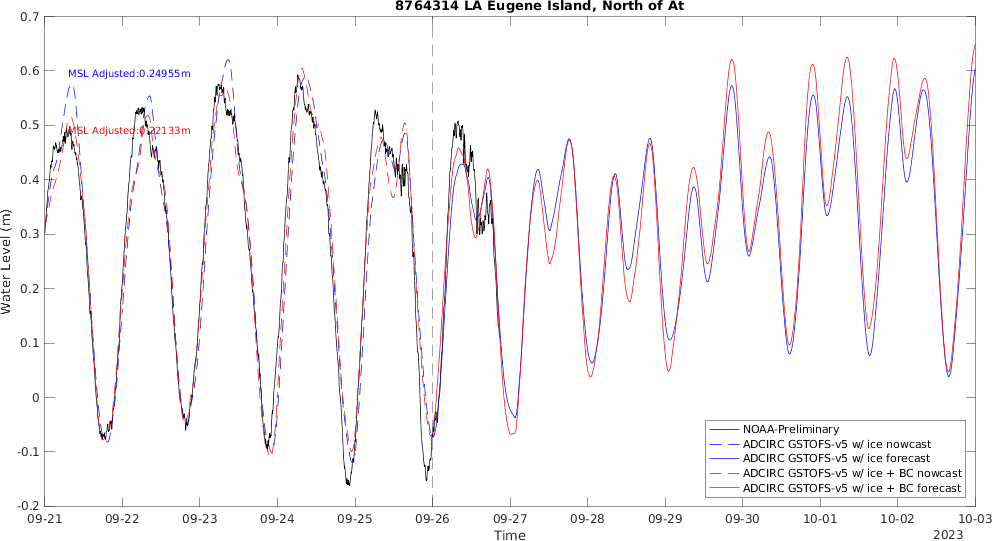 8764314 LA Eugene Island, North of At
0.7
0.6
0.5
0.4
0.3
0.2
0.1
0
-0.1
-0.2
Water Level (m)
MSL Adjusted:0.24955m
MSL Adjusted:0.22133m
NOAA-Preliminary
ADCIRC GSTOFS-v5 w/ ice nowcast
ADCIRC GSTOFS-v5 w/ ice forecast
ADCIRC GSTOFS-v5 w/ ice + BC nowcast
ADCIRC GSTOFS-v5 w/ ice + BC forecast
09-21 09-22 09-23 09-24 09-25 09-26 09-27 09-28 09-29 09-30 10-01 10-02 10-03
Time
2023